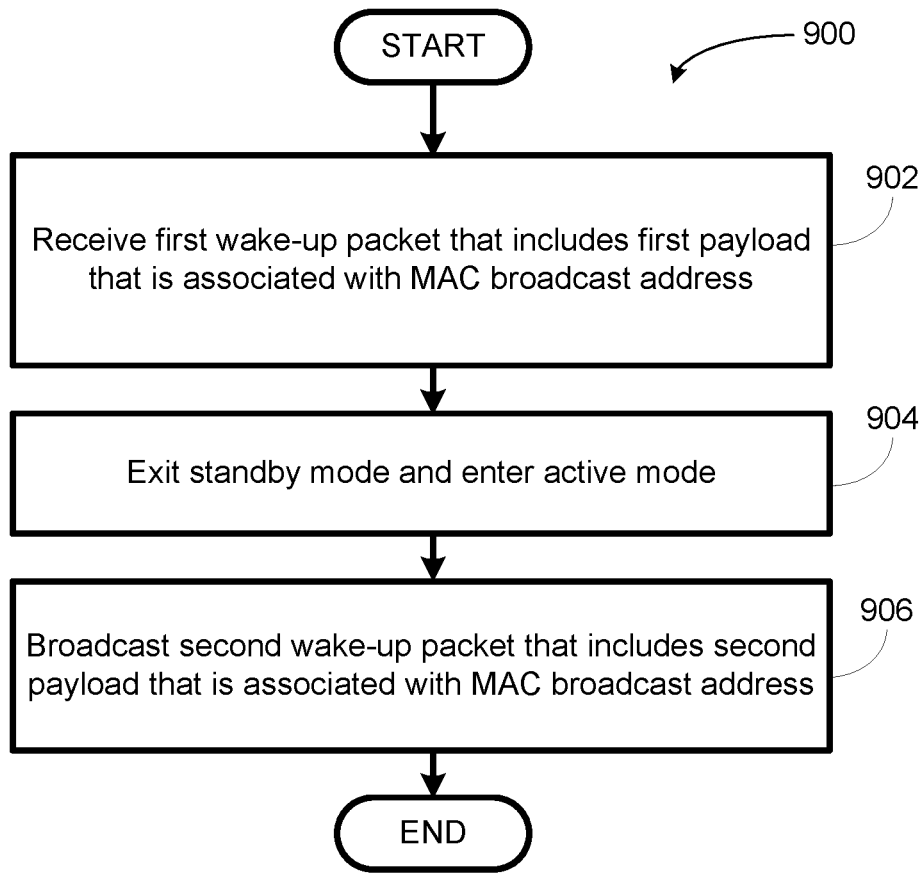 START
900
902
Receive first wake-up packet that includes first payload
that is associated with MAC broadcast address
904
Exit standby mode and enter active mode
906
Broadcast second wake-up packet that includes second
payload that is associated with MAC broadcast address
END